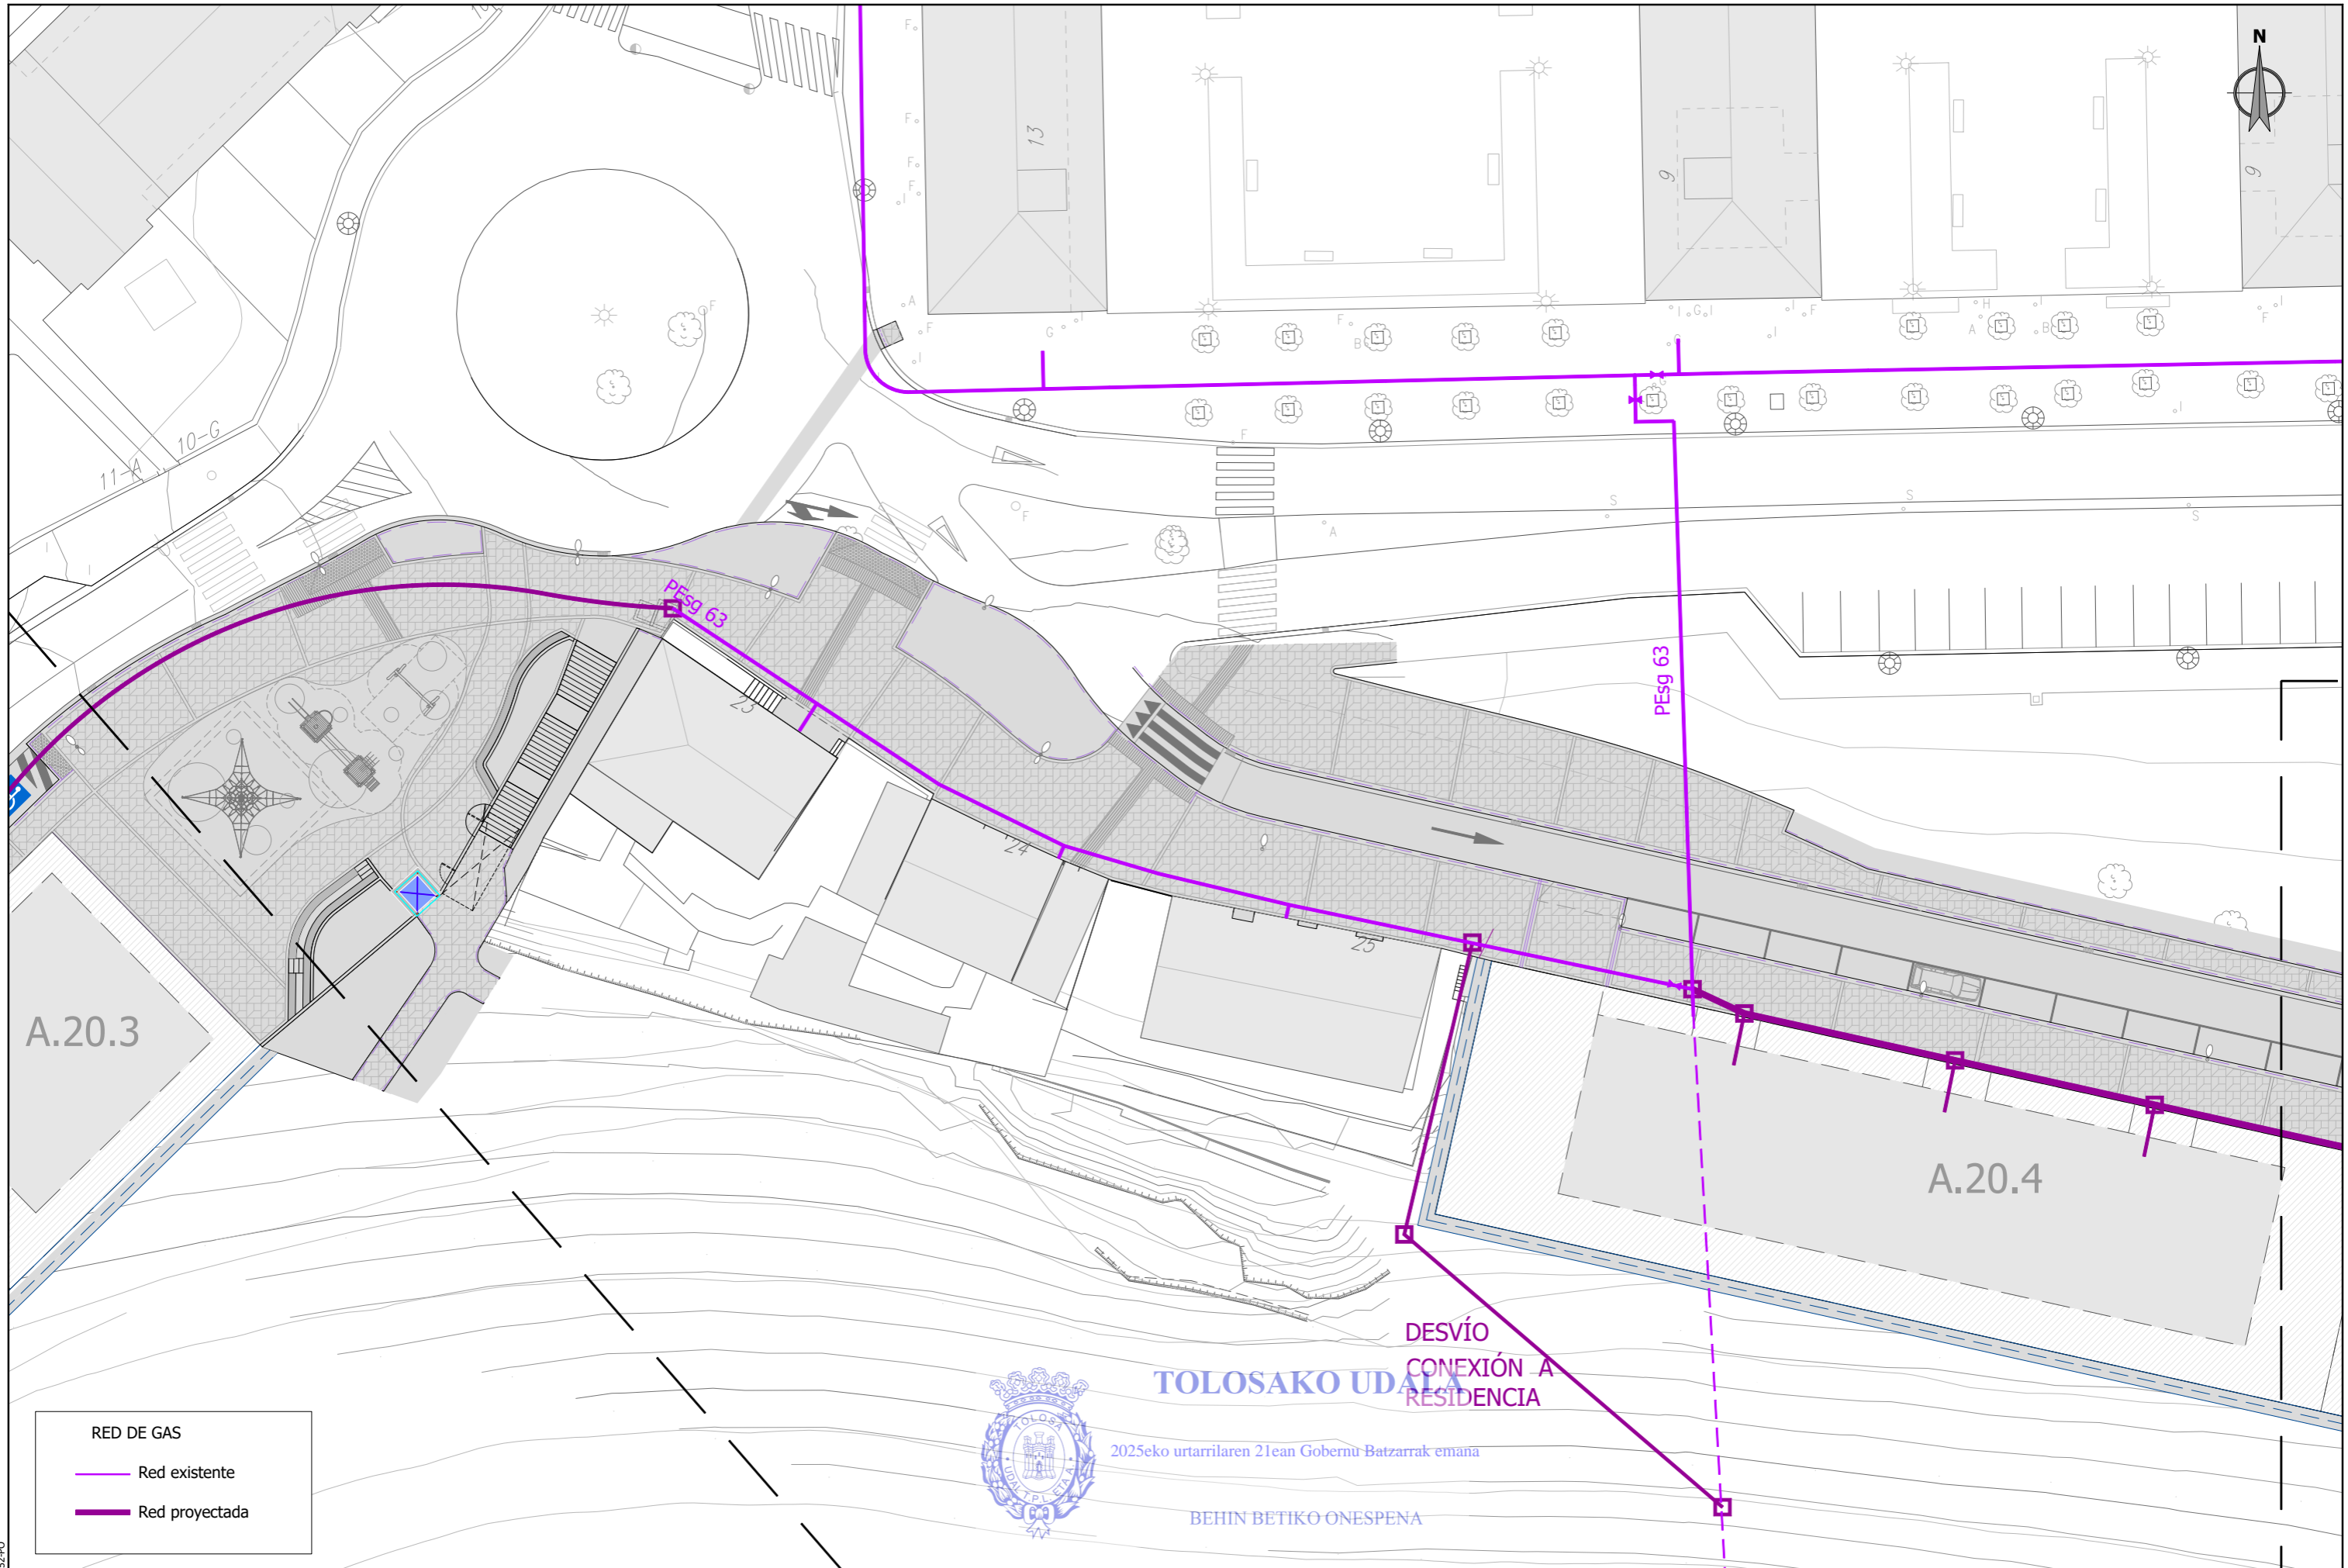 N
13
9
9
F
F
F
F
I
A
F
I
G
I
F
B
I
G
I
I
I
F
H
I
A
B
I
F
F
10-G
11-A
F
F
A
S
S
S
I
I
I
PEsg 63
PEsg 63
23
24
25
A.20.3
A.20.4
DESVÍO
CONEXIÓN A
RESIDENCIA
TOLOSAKO UDALA
2025eko urtarrilaren 21ean Gobernu Batzarrak emana
BEHIN BETIKO ONESPENA
TOLOSA
RED DE GAS
Red existente
Red proyectada